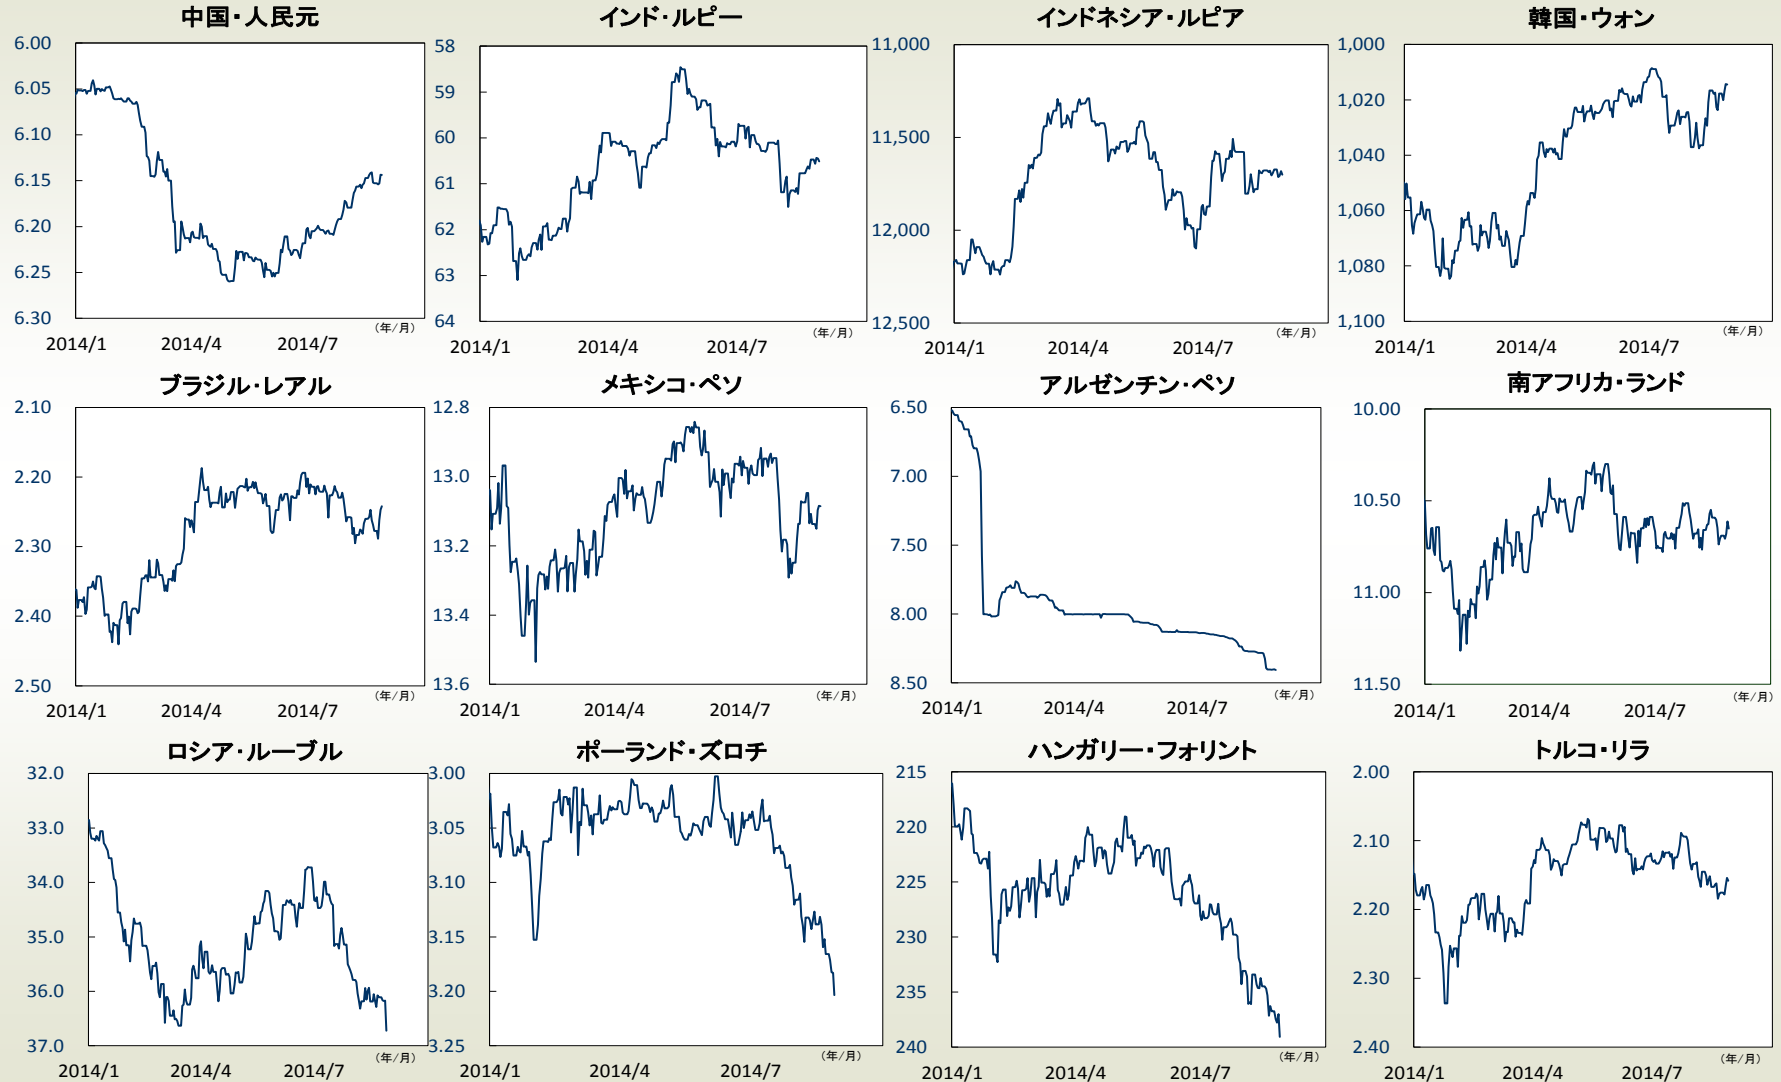 中国・人民元
6.00
6.05
6.10
6.15
6.20
6.25
6.30
(年/月)
2014/1 2014/4 2014/7
インド・ルピー
58
59
60
61
62
63
64
(年/月)
2014/1 2014/4 2014/7
インドネシア・ルピア
11,000
11,500
12,000
12,500
(年/月)
2014/1 2014/4 2014/7
韓国・ウォン
1,000
1,020
1,040
1,060
1,080
1,100
(年/月)
2014/1 2014/4 2014/7
ブラジル・レアル
2.10
2.20
2.30
2.40
2.50
(年/月)
2014/1 2014/4 2014/7
メキシコ・ペソ
12.8
13.0
13.2
13.4
13.6
(年/月)
2014/1 2014/4 2014/7
アルゼンチン・ペソ
6.50
7.00
7.50
8.00
8.50
(年/月)
2014/1 2014/4 2014/7
南アフリカ・ランド
10.00
10.50
11.00
11.50
(年/月)
2014/1 2014/4 2014/7
ロシア・ルーブル
32.0
33.0
34.0
35.0
36.0
37.0
(年/月)
2014/1 2014/4 2014/7
ポーランド・ズロチ
3.00
3.05
3.10
3.15
3.20
3.25
(年/月)
2014/1 2014/4 2014/7
ハンガリー・フォリント
215
220
225
230
235
240
(年/月)
2014/1 2014/4 2014/7
トルコ・リラ
2.00
2.10
2.20
2.30
2.40
(年/月)
2014/1 2014/4 2014/7